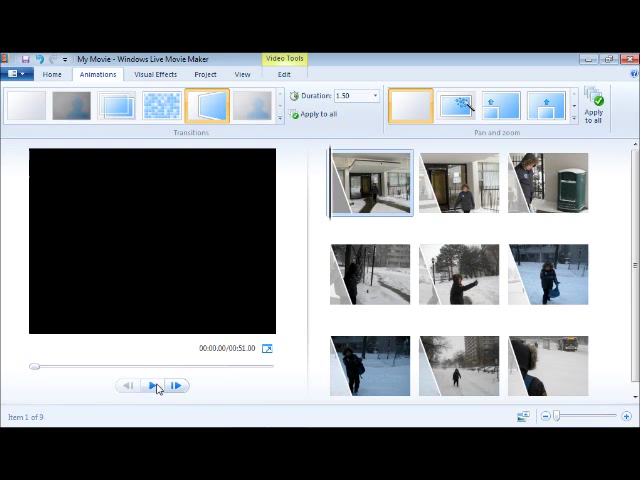 My Movie - Windows Live Movie Maker
Video Tools
Home
Animations
Visual Effects
Project
View
Edit
Duration: 1.50
Apply to all
Apply
to all
Transitions
Pan and zoom
00:00.00/00:51.00
Item 1 of 9